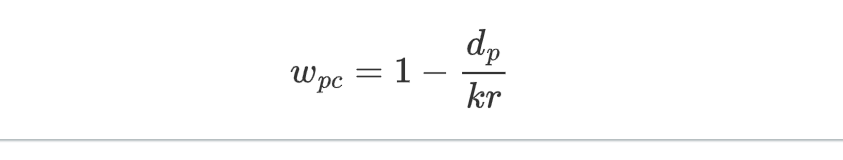 w_{pc} = 1 - \frac{d_p}{kr}